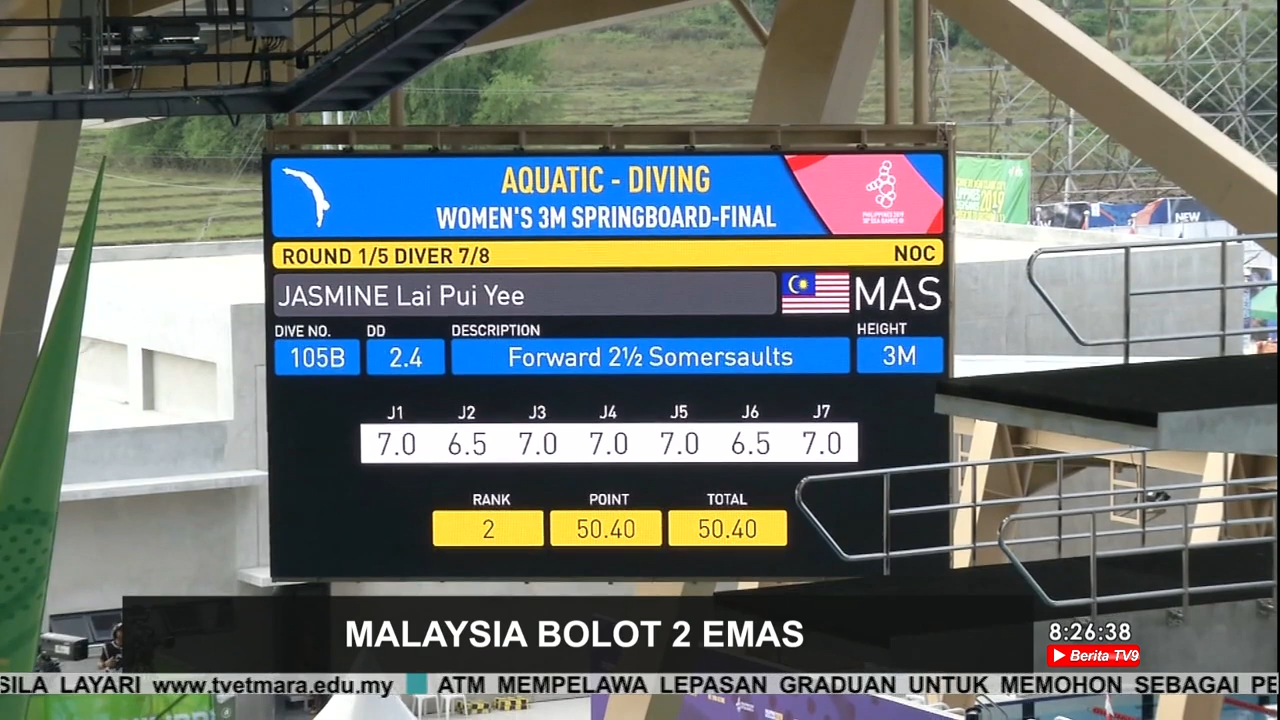 AQUATIC - DIVING
WOMEN'S 3M SPRINGBOARD-FINAL
PHILIPPINES 2019
ROUND 1/5 DIVER 7/8 NOC
JASMINE Lai Pui Yee MAS
DIVE NO. DD DESCRIPTION HEIGHT
105B 2.4 Forward 2½ Somersaults 3M
J1 J2 J3 J4 J5 J6 J7
7.0 6.5 7.0 7.0 7.0 6.5 7.0
RANK POINT TOTAL
2 50.40 50.40
NEW
MALAYSIA BOLOT 2 EMAS
8:26:38
Berita TV9
SILA LAYARI www.tvetmara.edu.my ATM MEMPELAWA LEPASAN GRADUAN UNTUK MEMOHON SEBAGAI PE